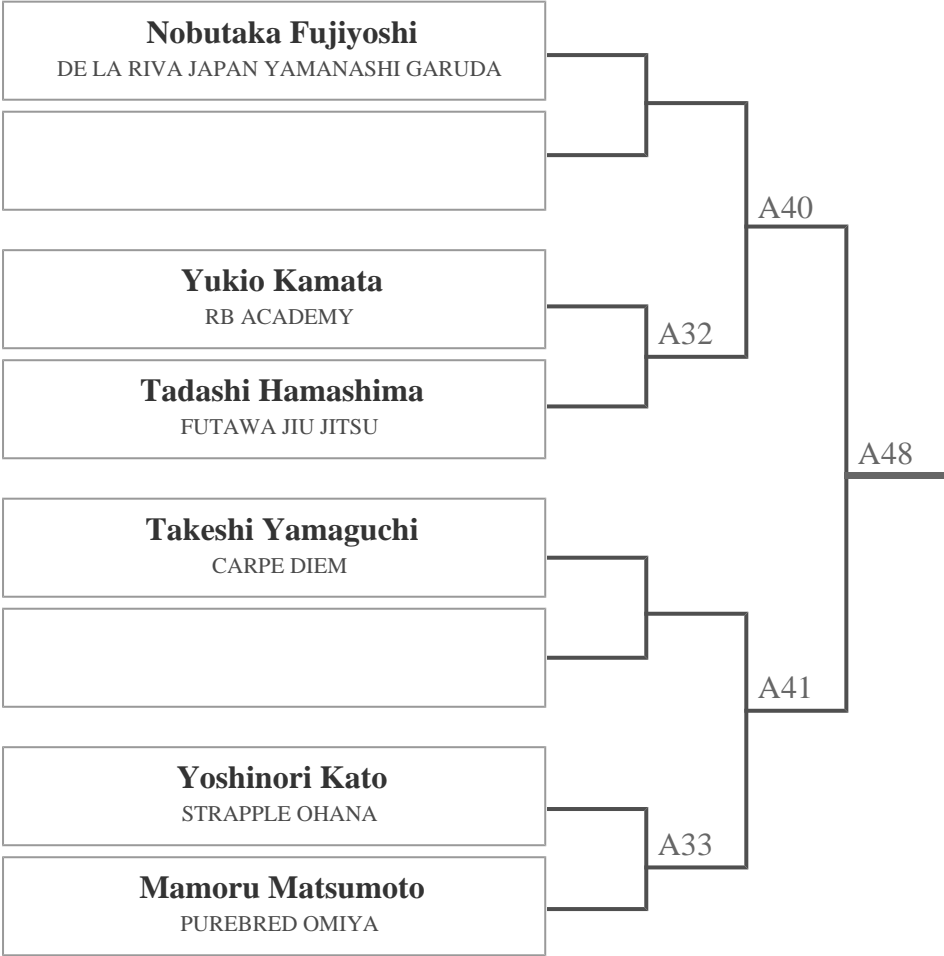 Nobutaka Fujiyoshi
DE LA RIVA JAPAN YAMANASHI GARUDA
A40
Yukio Kamata
RB ACADEMY
A32
Tadashi Hamashima
FUTAWA JIU JITSU
A48
Takeshi Yamaguchi
CARPE DIEM
A41
Yoshinori Kato
STRAPPLE OHANA
A33
Mamoru Matsumoto
PUREBRED OMIYA